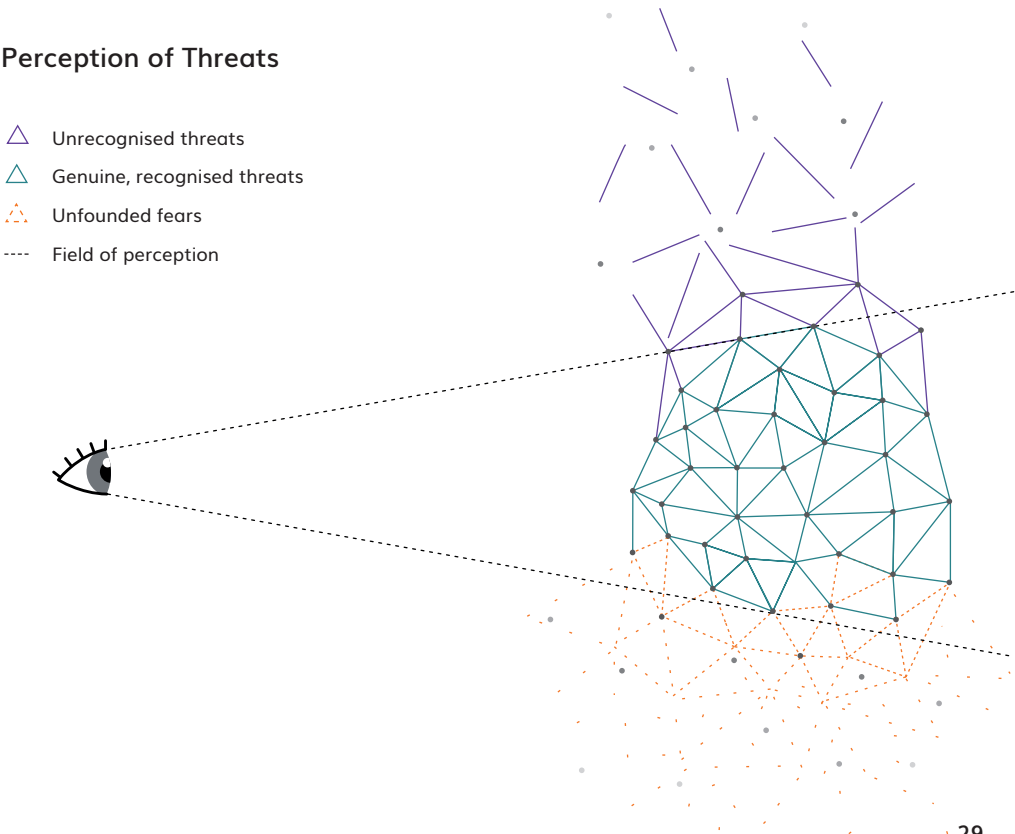 Perception of Threats
Unrecognised threats
Genuine, recognised threats
Unfounded fears
Field of perception
29